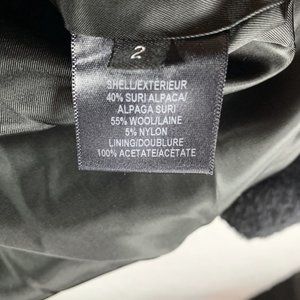 2
SHELL/EXTÉRIEUR
40% SURI ALPACA/
ALPAGA SURI
55% WOOL/LAINE
5% NYLON
LINING/DOUBLURE
100% ACETATE/ACÉTATE